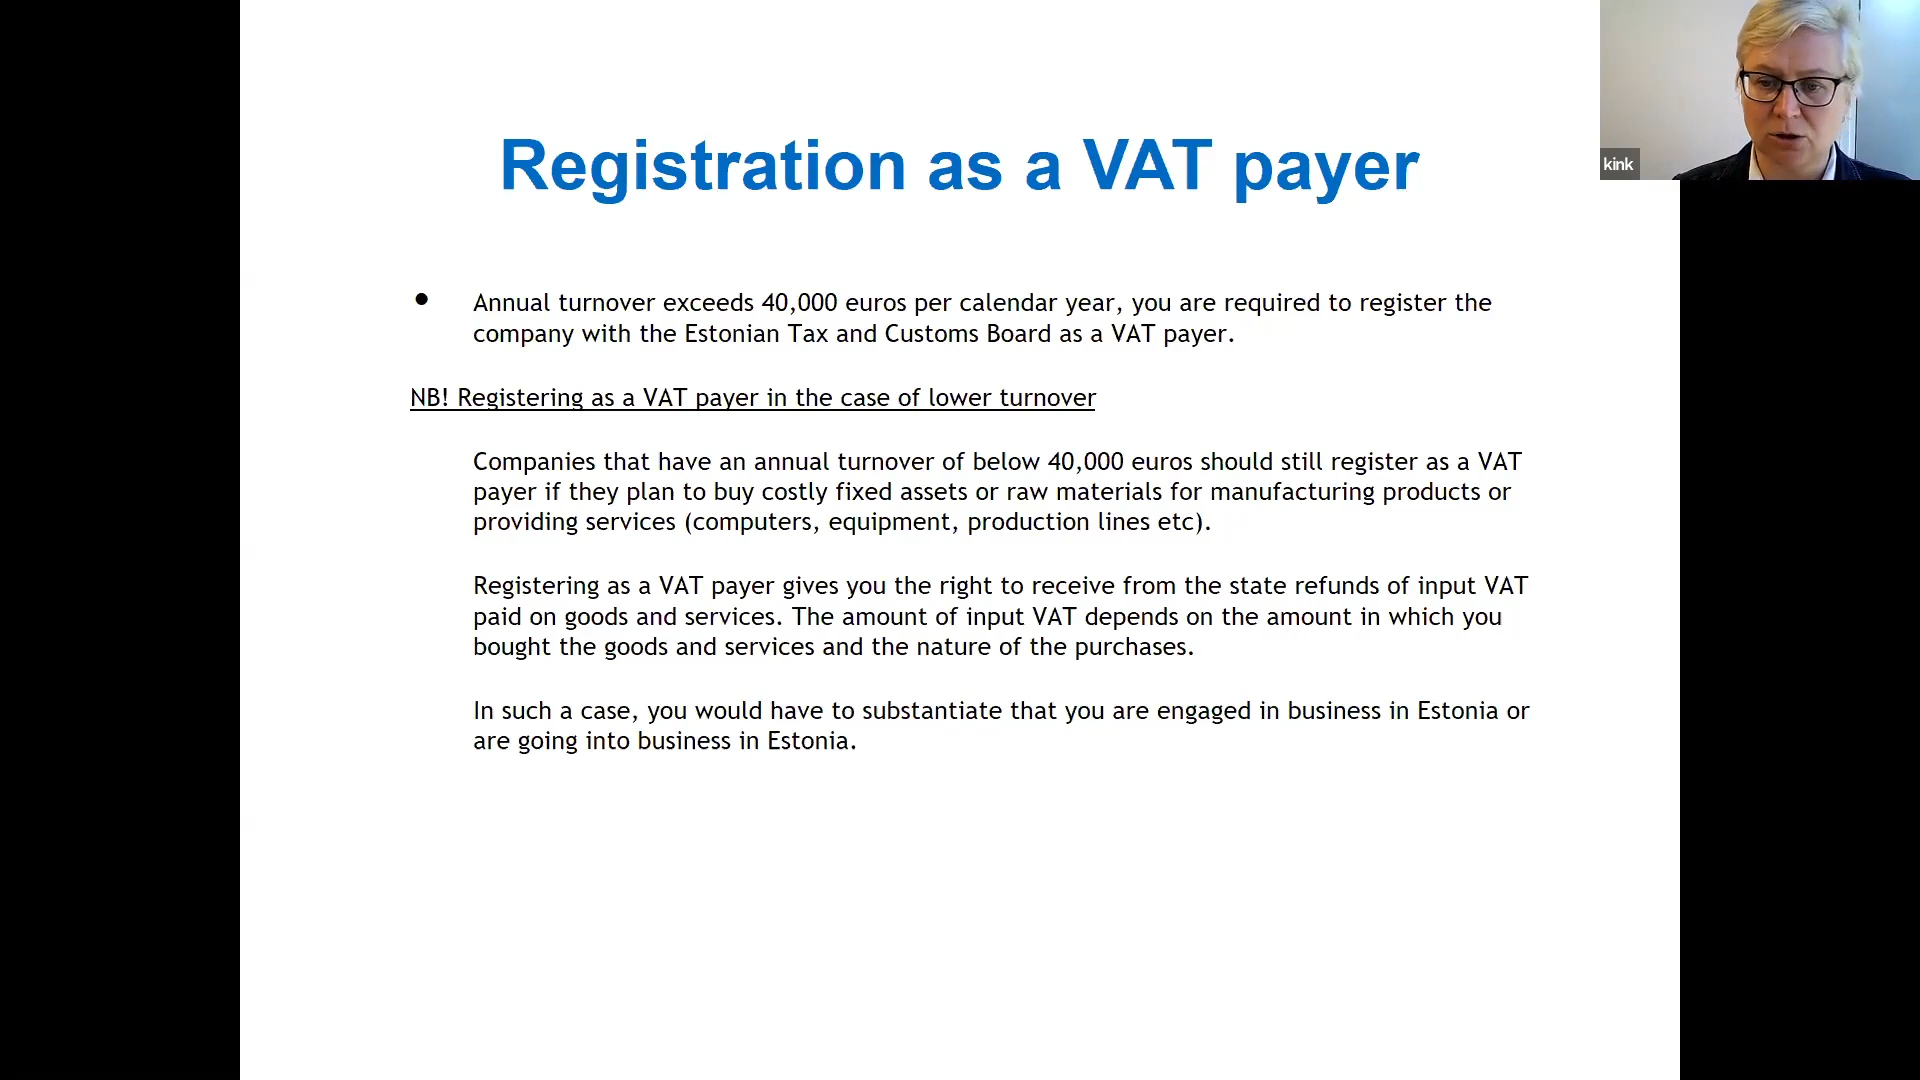 Registration as a VAT payer
kink
• Annual turnover exceeds 40,000 euros per calendar year, you are required to register the
company with the Estonian Tax and Customs Board as a VAT payer.
NB! Registering as a VAT payer in the case of lower turnover
Companies that have an annual turnover of below 40,000 euros should still register as a VAT
payer if they plan to buy costly fixed assets or raw materials for manufacturing products or
providing services (computers, equipment, production lines etc).
Registering as a VAT payer gives you the right to receive from the state refunds of input VAT
paid on goods and services. The amount of input VAT depends on the amount in which you
bought the goods and services and the nature of the purchases.
In such a case, you would have to substantiate that you are engaged in business in Estonia or
are going into business in Estonia.